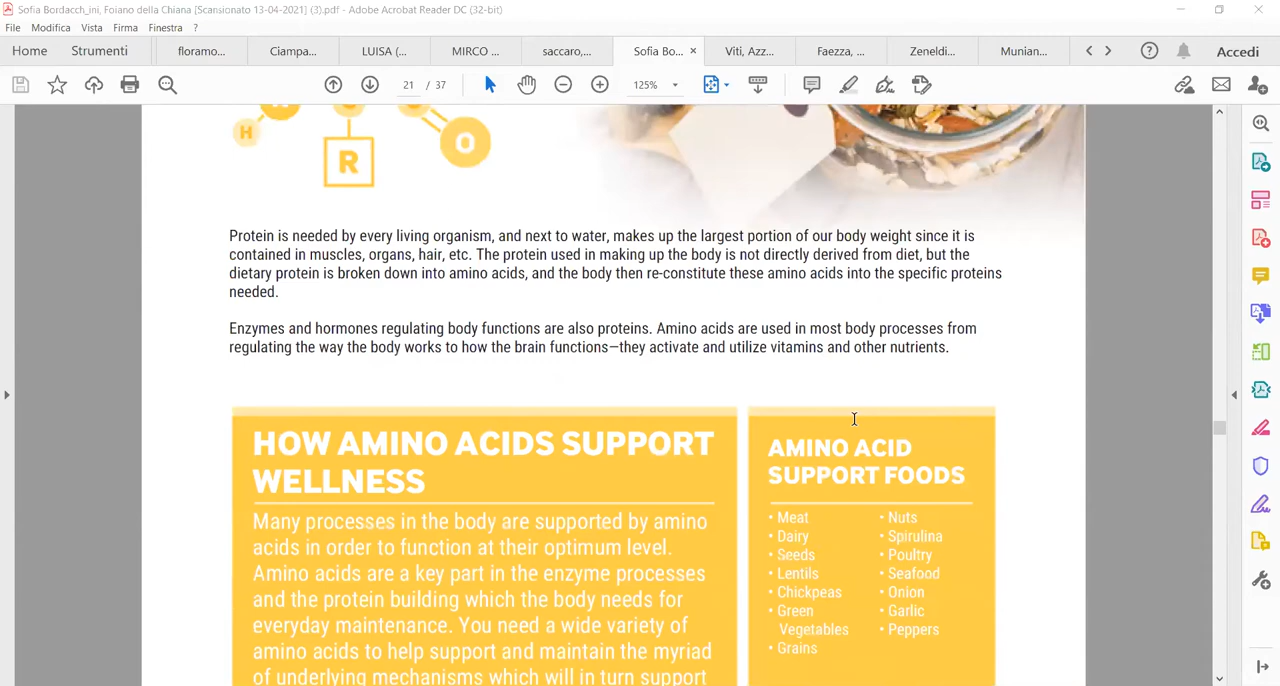 Sofia Bordacch_ini, Foiano della Chiana [Scansionato 13-04-2021] (3).pdf - Adobe Acrobat Reader DC (32-bit)
File Modifica Vista Firma Finestra ?
Home Strumenti floramo... Ciampa... LUISA (... MIRCO ... saccaro,... Sofia Bo... × Viti, Azz... Faezza, ... Zeneldi... Munian... Accedi
21 / 37 125%
H
O
R
Protein is needed by every living organism, and next to water, makes up the largest portion of our body weight since it is
contained in muscles, organs, hair, etc. The protein used in making up the body is not directly derived from diet, but the
dietary protein is broken down into amino acids, and the body then re-constitute these amino acids into the specific proteins
needed.
Enzymes and hormones regulating body functions are also proteins. Amino acids are used in most body processes from
regulating the way the body works to how the brain functions—they activate and utilize vitamins and other nutrients.
HOW AMINO ACIDS SUPPORT
WELLNESS
Many processes in the body are supported by amino
acids in order to function at their optimum level.
Amino acids are a key part in the enzyme processes
and the protein building which the body needs for
everyday maintenance. You need a wide variety of
amino acids to help support and maintain the myriad
of underlying mechanisms which will in turn support
AMINO ACID
SUPPORT FOODS
• Meat
• Dairy
• Seeds
• Lentils
• Chickpeas
• Green
Vegetables
• Grains
• Nuts
• Spirulina
• Poultry
• Seafood
• Onion
• Garlic
• Peppers